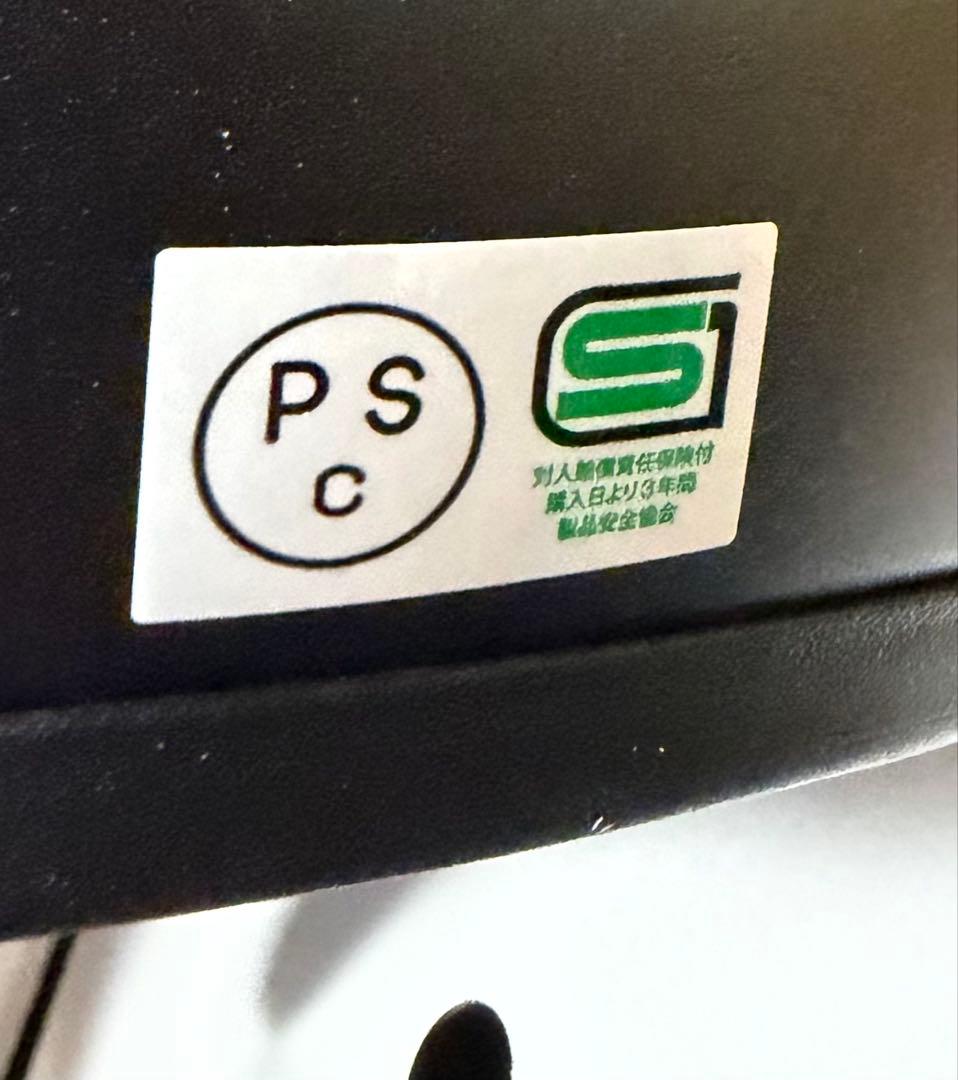 P S
C
SG
対人賠償責任保険付
購入日より3年間
製品安全協会